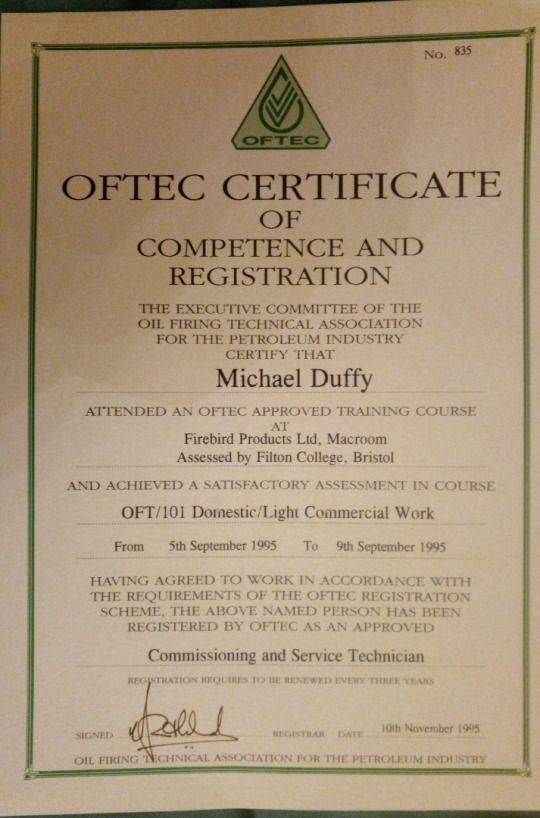 No. 835
OFTEC
OFTEC CERTIFICATE
OF
COMPETENCE AND
REGISTRATION
THE EXECUTIVE COMMITTEE OF THE
OIL FIRING TECHNICAL ASSOCIATION
FOR THE PETROLEUM INDUSTRY
CERTIFY THAT
Michael Duffy
ATTENDED AN OFTEC APPROVED TRAINING COURSE
AT
Firebird Products Ltd, Macroom
Assessed by Filton College, Bristol
AND ACHIEVED A SATISFACTORY ASSESSMENT IN COURSE
OFT/101 Domestic/Light Commercial Work
From 5th September 1995 To 9th September 1995
HAVING AGREED TO WORK IN ACCORDANCE WITH
THE REQUIREMENTS OF THE OFTEC REGISTRATION
SCHEME, THE ABOVE NAMED PERSON HAS BEEN
REGISTERED BY OFTEC AS AN APPROVED
Commissioning and Service Technician
REGISTRATION REQUIRES TO BE RENEWED EVERY THREE YEARS
SIGNED REGISTRAR DATE 10th November 1995
OIL FIRING TECHNICAL ASSOCIATION FOR THE PETROLEUM INDUSTRY